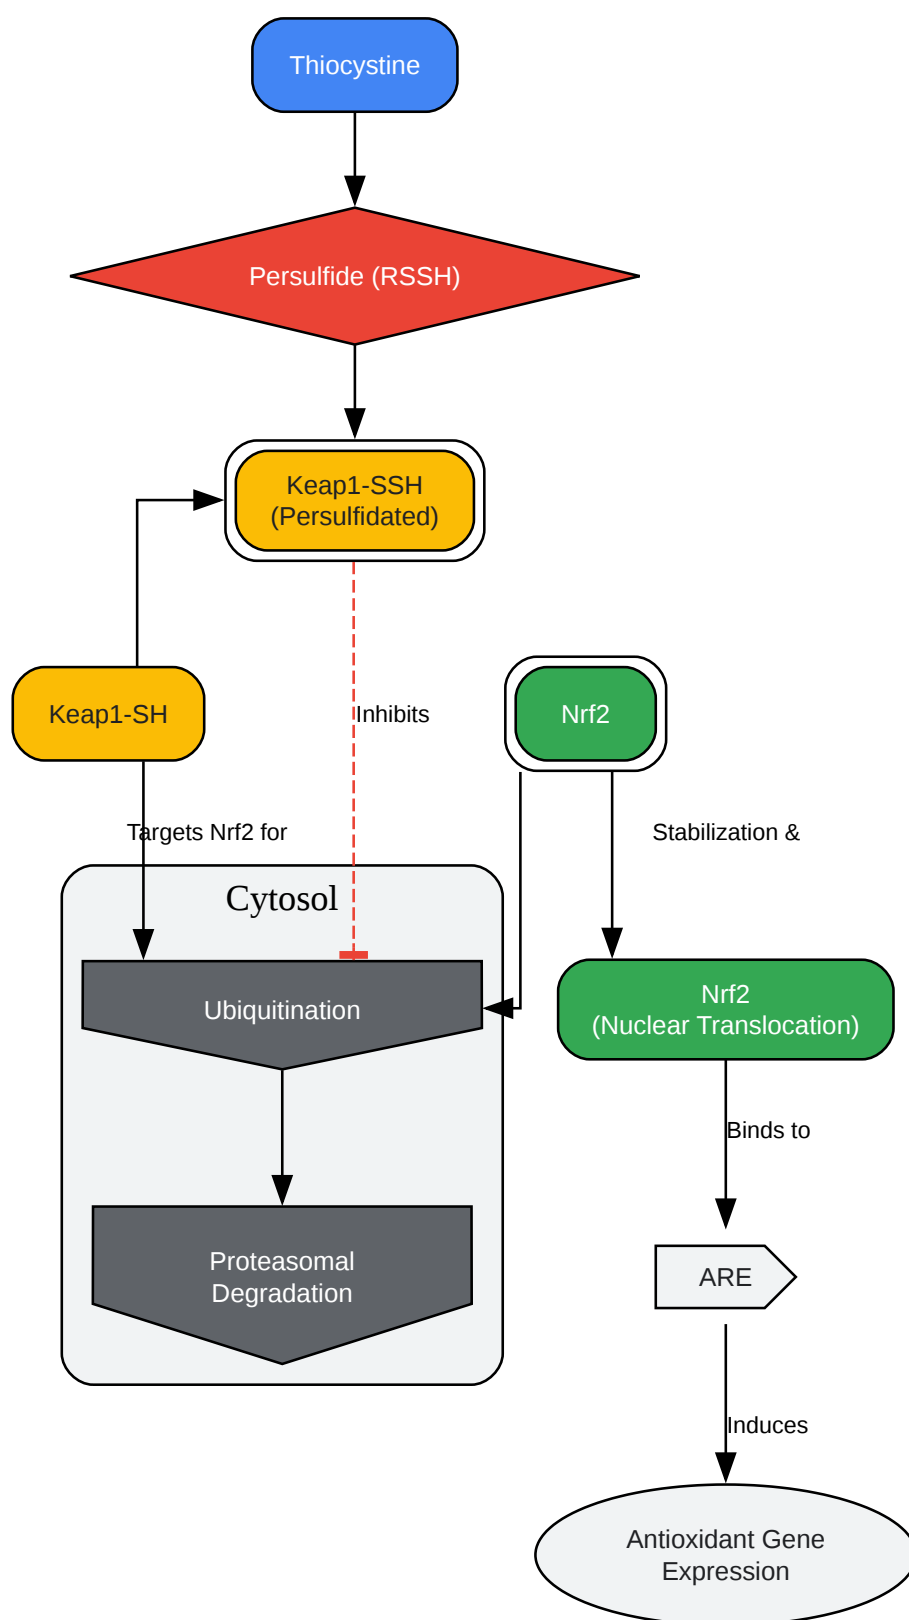 Thiocystine
Persulfide (RSSH)
Keap1-SSH
(Persulfidated)
Keap1-SH
Inhibits
Nrf2
Targets Nrf2 for
Stabilization &
Cytosol
Ubiquitination
Nrf2
(Nuclear Translocation)
Binds to
Proteasomal
Degradation
ARE
Induces
Antioxidant Gene
Expression